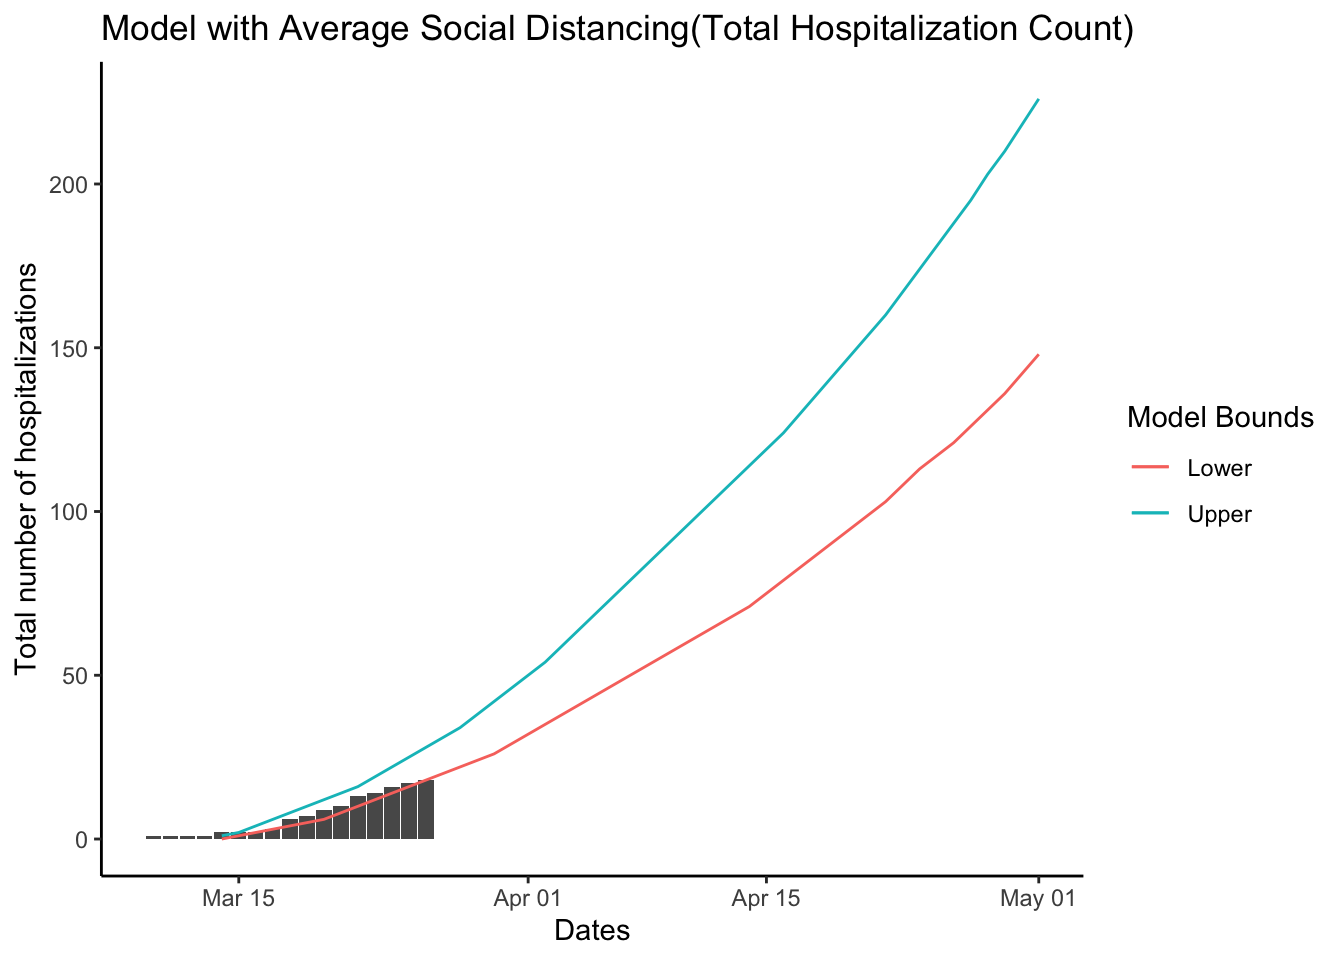 Model with Average Social Distancing(Total Hospitalization Count)
Total number of hospitalizations
200
150
100
50
0
Mar 15
Apr 01
Apr 15
May 01
Dates
Model Bounds
Lower
Upper